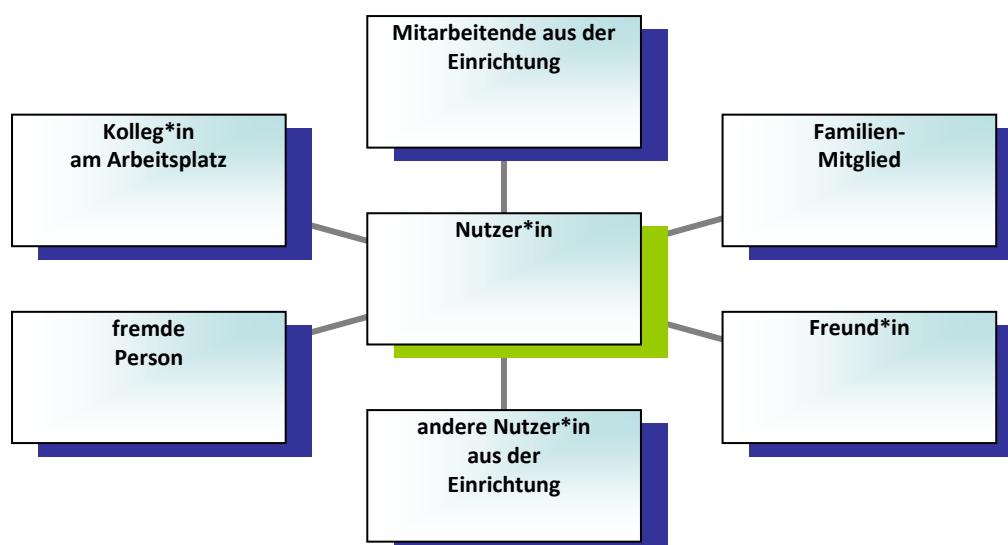 Mitarbeitende aus der
Einrichtung
Kolleg*in
am Arbeitsplatz
Familien-
Mitglied
Nutzer*in
fremde
Person
Freund*in
andere Nutzer*in
aus der
Einrichtung